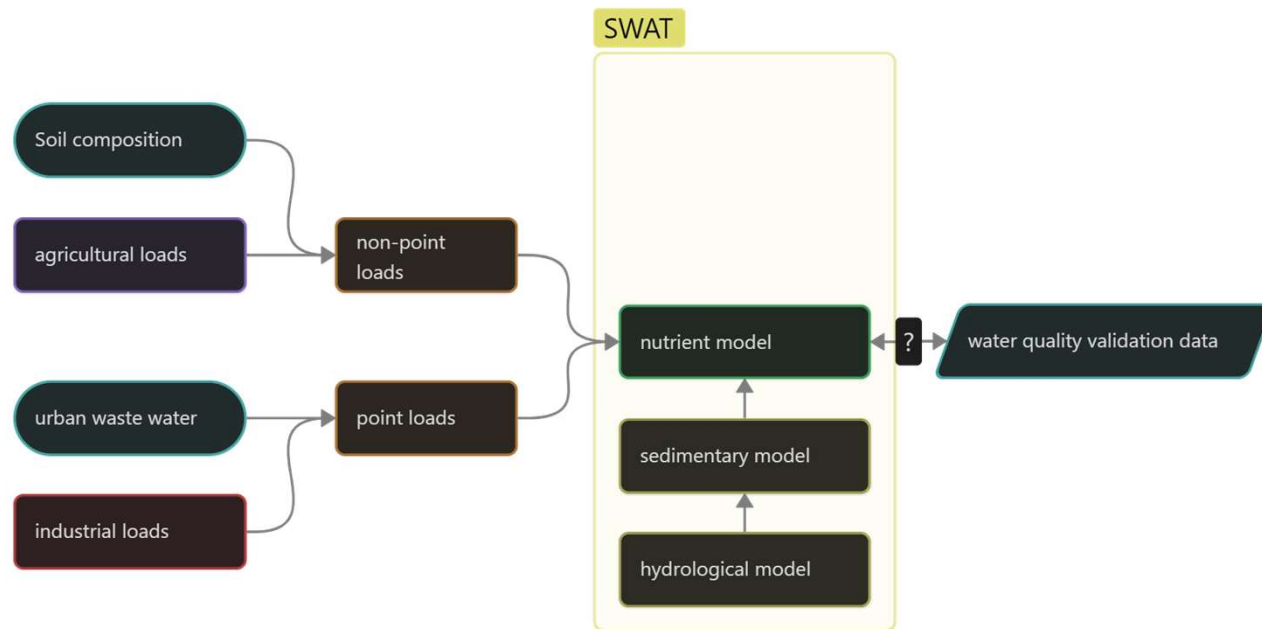 SWAT
Soil composition
agricultural loads
non-point
loads
nutrient model
?
water quality validation data
urban waste water
point loads
sedimentary model
industrial loads
hydrological model